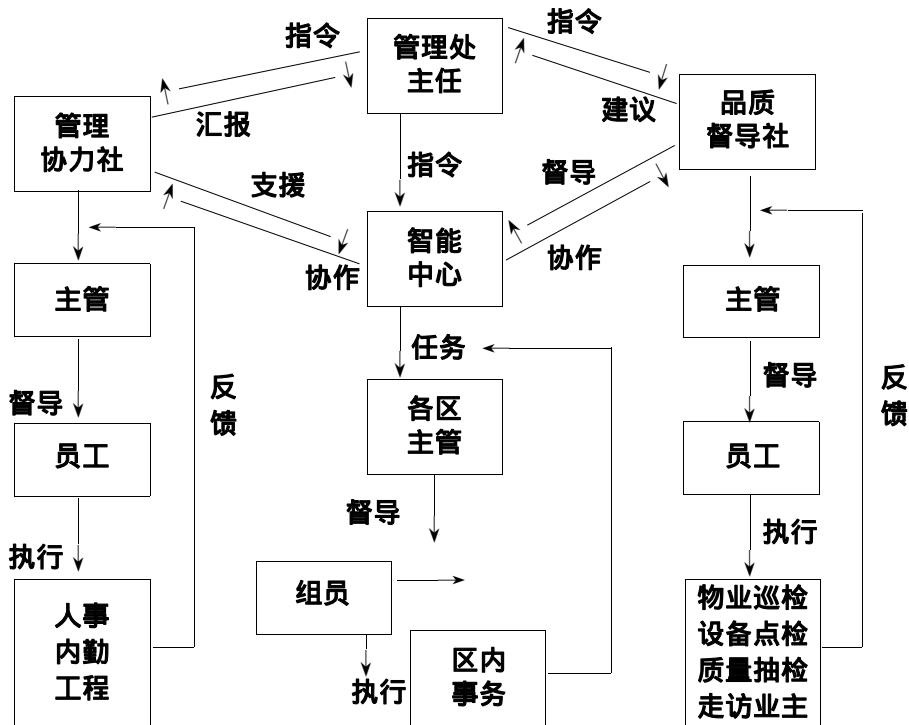 指令
指令
管理处
主任
品质
督导社
建议
管理
协力社
汇报
指令
督导
支援
智能
中心
协作
协作
主管
主管
任务
督导
反
馈
反
馈
督导
各区
主管
员工
员工
督导
执行
执行
组员
物业巡检
设备点检
质量抽检
走访业主
人事
内勤
工程
区内
事务
执行